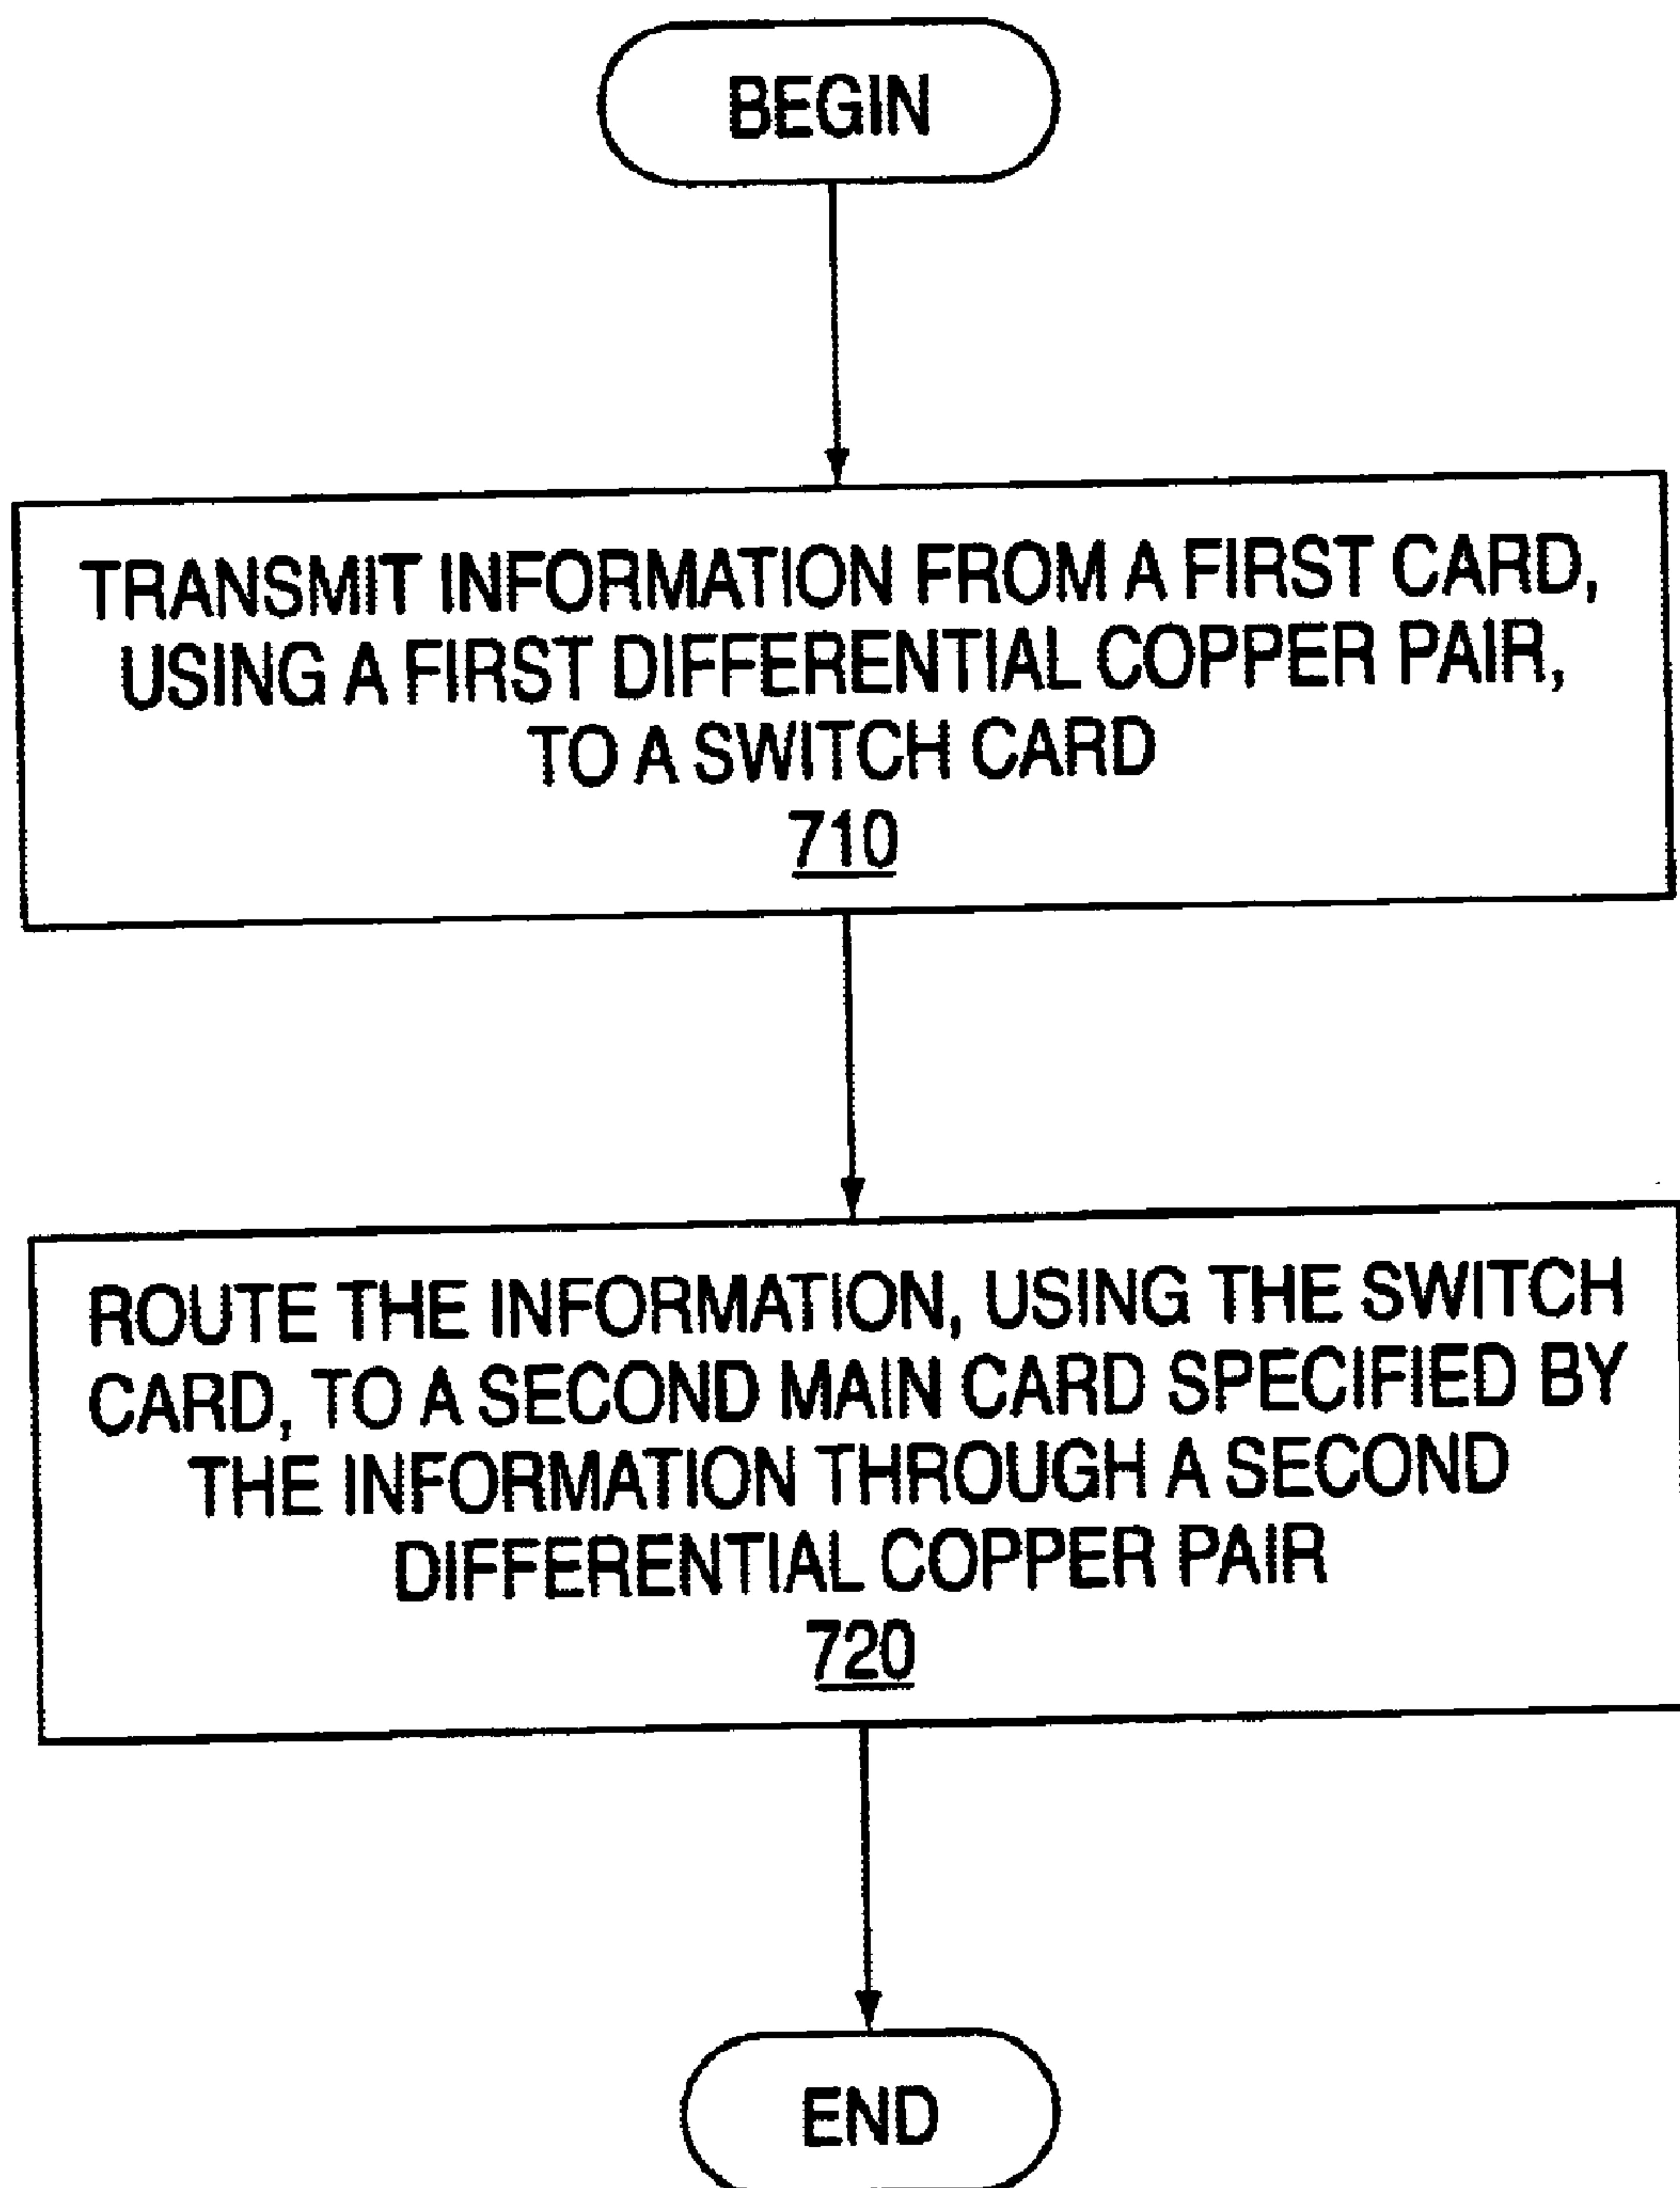 BEGIN
TRANSMIT INFORMATION FROM A FIRST CARD,
USING A FIRST DIFFERENTIAL COPPER PAIR,
TO A SWITCH CARD
710
ROUTE THE INFORMATION, USING THE SWITCH
CARD, TO A SECOND MAIN CARD SPECIFIED BY
THE INFORMATION THROUGH A SECOND
DIFFERENTIAL COPPER PAIR
720
END